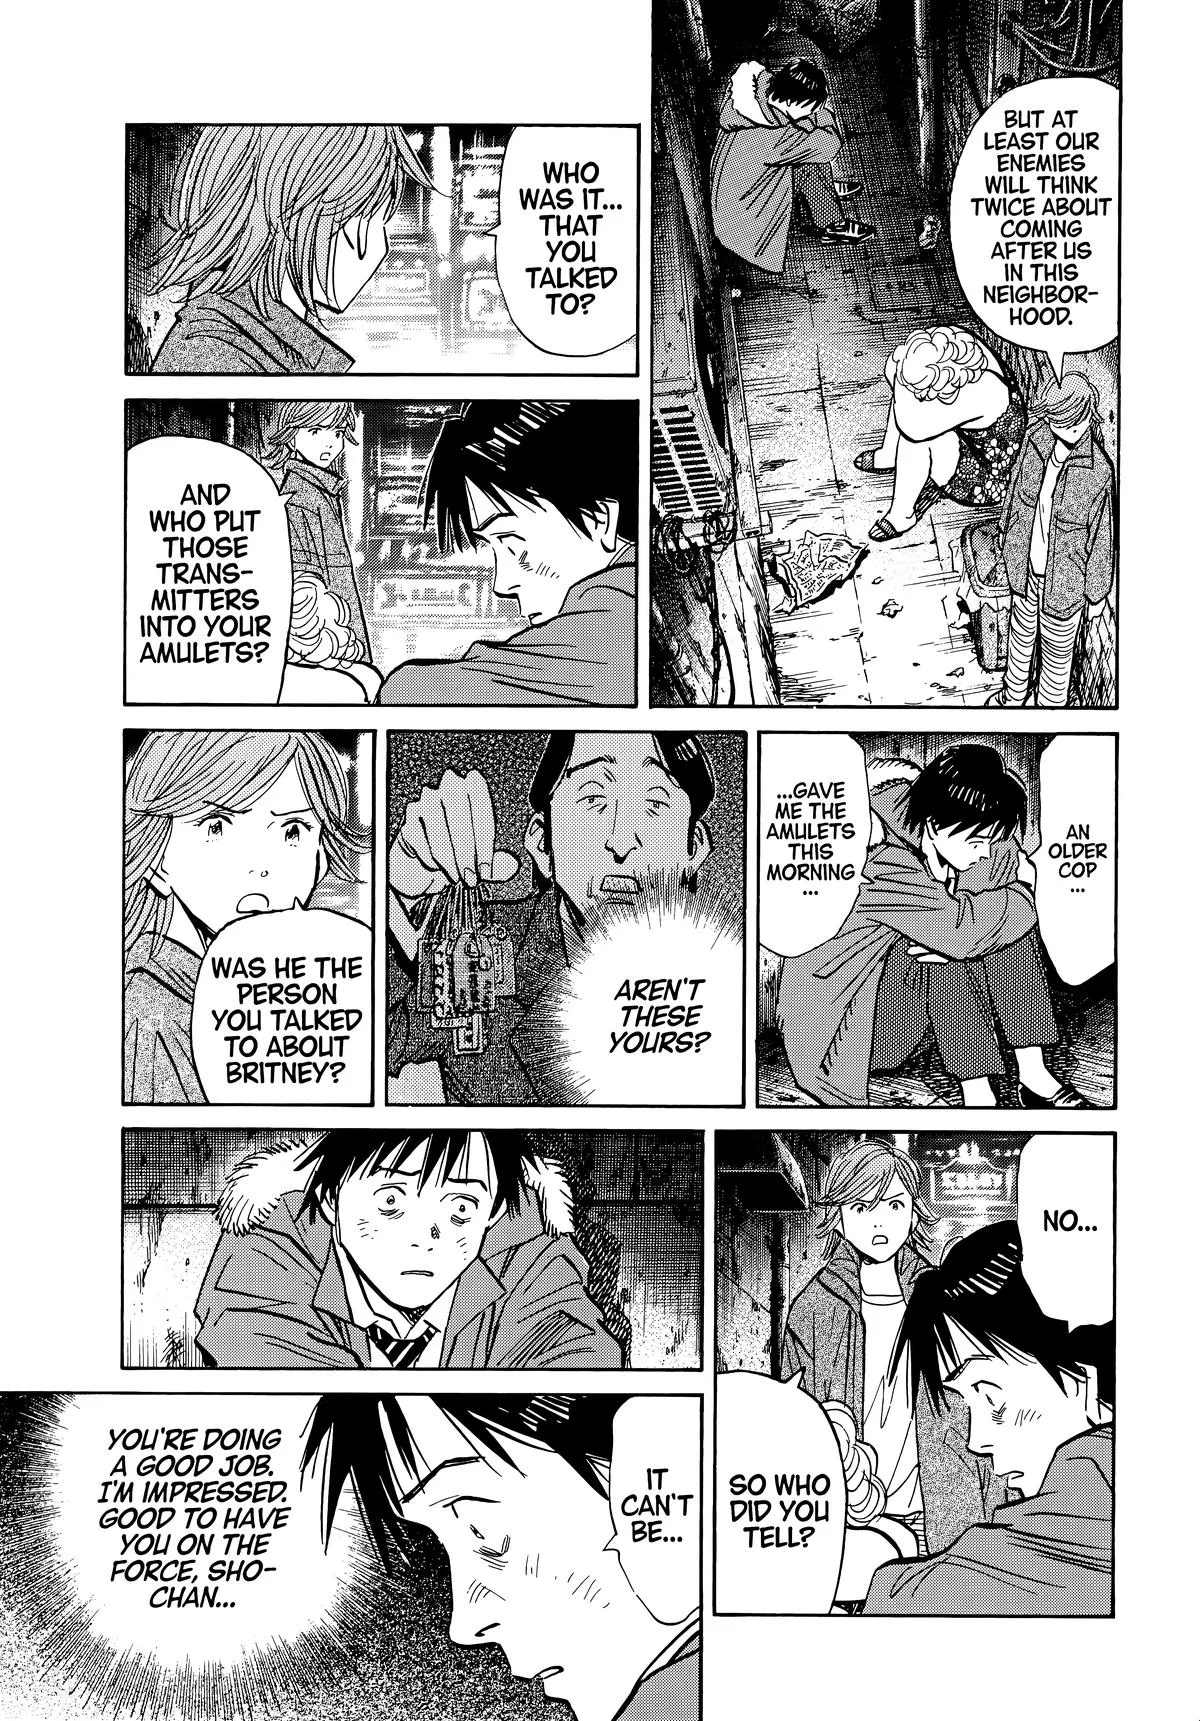 BUT AT
LEAST OUR
ENEMIES
WILL THINK
TWICE ABOUT
COMING
AFTER US
IN THIS
NEIGHBOR-
HOOD.
WHO
WAS IT...
THAT
YOU
TALKED
TO?
AND
WHO PUT
THOSE
TRANS-
MITTERS
INTO YOUR
AMULETS?
AN
OLDER
COP
...
...GAVE
ME THE
AMULETS
THIS
MORNING
...
AREN'T
THESE
YOURS?
WAS HE THE
PERSON
YOU TALKED
TO ABOUT
BRITNEY?
NO...
SO WHO
DID YOU
TELL?
IT
CAN'T
BE...
YOU'RE DOING
A GOOD JOB.
I'M IMPRESSED.
GOOD TO HAVE
YOU ON THE
FORCE, SHO-
CHAN...